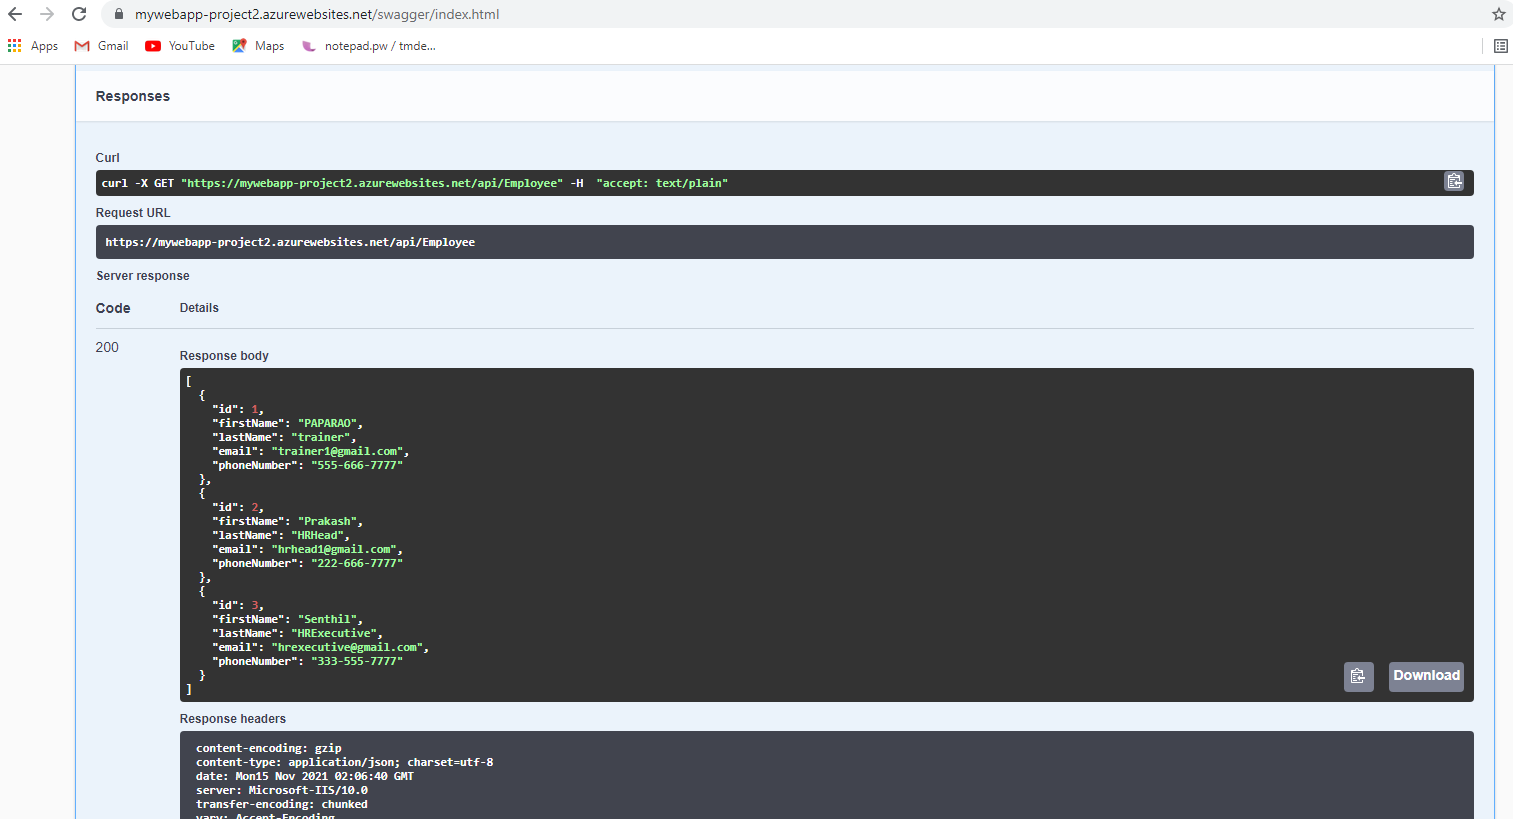 mywebapp-project2.azurewebsites.net/swagger/index.html
Apps Gmail YouTube Maps notepad.pw / tmde...
Responses
Curl
curl -X GET "https://mywebapp-project2.azurewebsites.net/api/Employee" -H  "accept: text/plain"
Request URL
https://mywebapp-project2.azurewebsites.net/api/Employee
Server response
Code Details
200
Response body
[
  {
    "id": 1,
    "firstName": "PAPARAO",
    "lastName": "trainer",
    "email": "trainer1@gmail.com",
    "phoneNumber": "555-666-7777"
  },
  {
    "id": 2,
    "firstName": "Prakash",
    "lastName": "HRHead",
    "email": "hrhead1@gmail.com",
    "phoneNumber": "222-666-7777"
  },
  {
    "id": 3,
    "firstName": "Senthil",
    "lastName": "HRExecutive",
    "email": "hrexecutive@gmail.com",
    "phoneNumber": "333-555-7777"
  }
]
Download
Response headers
content-encoding: gzip
content-type: application/json; charset=utf-8
date: Mon15 Nov 2021 02:06:40 GMT
server: Microsoft-IIS/10.0
transfer-encoding: chunked
vary: Accept-Encoding